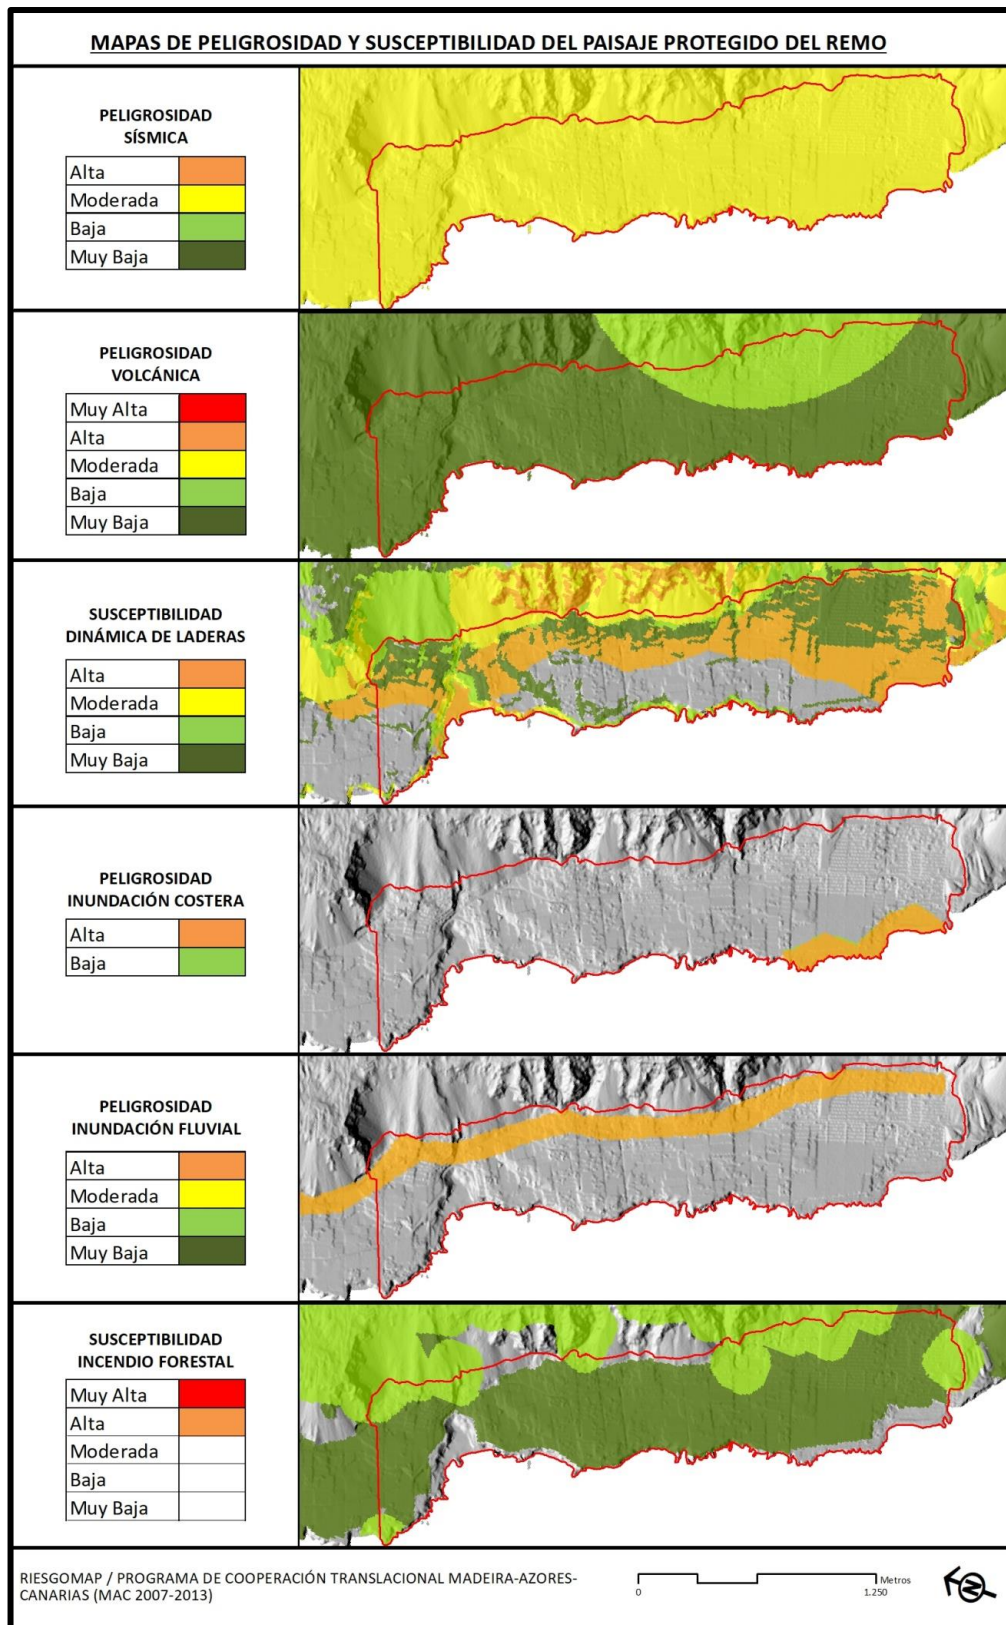 MAPAS DE PELIGROSIDAD Y SUSCEPTIBILIDAD DEL PAISAJE PROTEGIDO DEL REMO
PELIGROSIDAD
SÍSMICA
Alta
Moderada
Baja
Muy Baja
PELIGROSIDAD
VOLCÁNICA
Muy Alta
Alta
Moderada
Baja
Muy Baja
SUSCEPTIBILIDAD
DINÁMICA DE LADERAS
Alta
Moderada
Baja
Muy Baja
PELIGROSIDAD
INUNDACIÓN COSTERA
Alta
Baja
PELIGROSIDAD
INUNDACIÓN FLUVIAL
Alta
Moderada
Baja
Muy Baja
SUSCEPTIBILIDAD
INCENDIO FORESTAL
Muy Alta
Alta
Moderada
Baja
Muy Baja
RIESGOMAP / PROGRAMA DE COOPERACIÓN TRANSLACIONAL MADEIRA-AZORES-
CANARIAS (MAC 2007-2013)
Metros
0 1.250
N